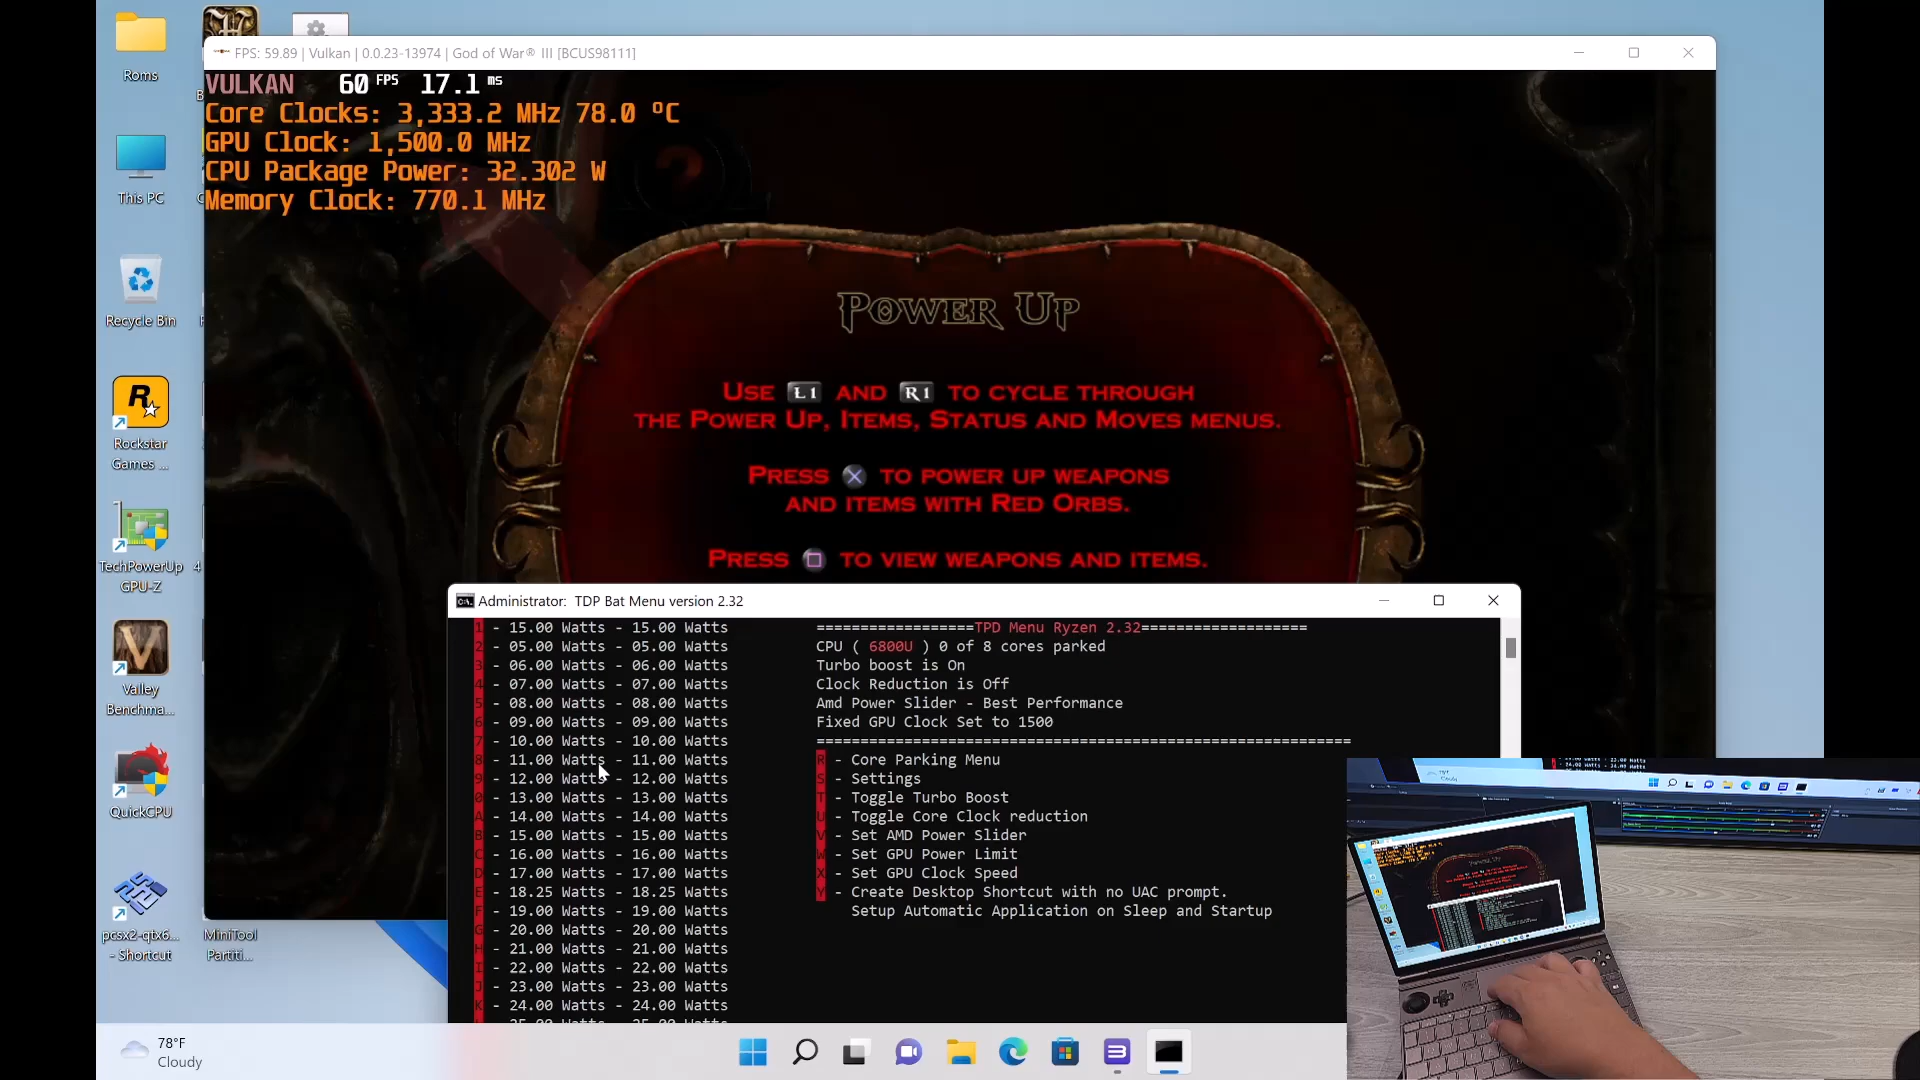 Roms
This PC
Recycle Bin
Rockstar
Games ...
TechPowerUp
GPU-Z
4
Valley
Benchma...
QuickCPU
pcsx2-qtx6...
- Shortcut
MiniTool
Partiti...
FPS: 59.89 | Vulkan | 0.0.23-13974 | God of War® III [BCUS98111]
VULKAN 60 FPS 17.1 ms
Core Clocks: 3,333.2 MHz 78.0 ºC
GPU Clock: 1,500.0 MHz
CPU Package Power: 32.302 W
Memory Clock: 770.1 MHz
Power Up
Use L1 and R1 to cycle through
the Power Up, Items, Status and Moves menus.
Press X to power up weapons
and items with Red Orbs.
Press □ to view weapons and items.
Administrator: TDP Bat Menu version 2.32
1 - 15.00 Watts - 15.00 Watts
2 - 05.00 Watts - 05.00 Watts
3 - 06.00 Watts - 06.00 Watts
4 - 07.00 Watts - 07.00 Watts
5 - 08.00 Watts - 08.00 Watts
6 - 09.00 Watts - 09.00 Watts
7 - 10.00 Watts - 10.00 Watts
8 - 11.00 Watts - 11.00 Watts
9 - 12.00 Watts - 12.00 Watts
0 - 13.00 Watts - 13.00 Watts
A - 14.00 Watts - 14.00 Watts
B - 15.00 Watts - 15.00 Watts
C - 16.00 Watts - 16.00 Watts
D - 17.00 Watts - 17.00 Watts
E - 18.25 Watts - 18.25 Watts
F - 19.00 Watts - 19.00 Watts
G - 20.00 Watts - 20.00 Watts
H - 21.00 Watts - 21.00 Watts
I - 22.00 Watts - 22.00 Watts
J - 23.00 Watts - 23.00 Watts
K - 24.00 Watts - 24.00 Watts
==================TPD Menu Ryzen 2.32===================
CPU ( 6800U ) 0 of 8 cores parked
Turbo boost is On
Clock Reduction is Off
Amd Power Slider - Best Performance
Fixed GPU Clock Set to 1500
=============================================================
R - Core Parking Menu
S - Settings
T - Toggle Turbo Boost
U - Toggle Core Clock reduction
V - Set AMD Power Slider
W - Set GPU Power Limit
X - Set GPU Clock Speed
Y - Create Desktop Shortcut with no UAC prompt.
Setup Automatic Application on Sleep and Startup
78°F
Cloudy